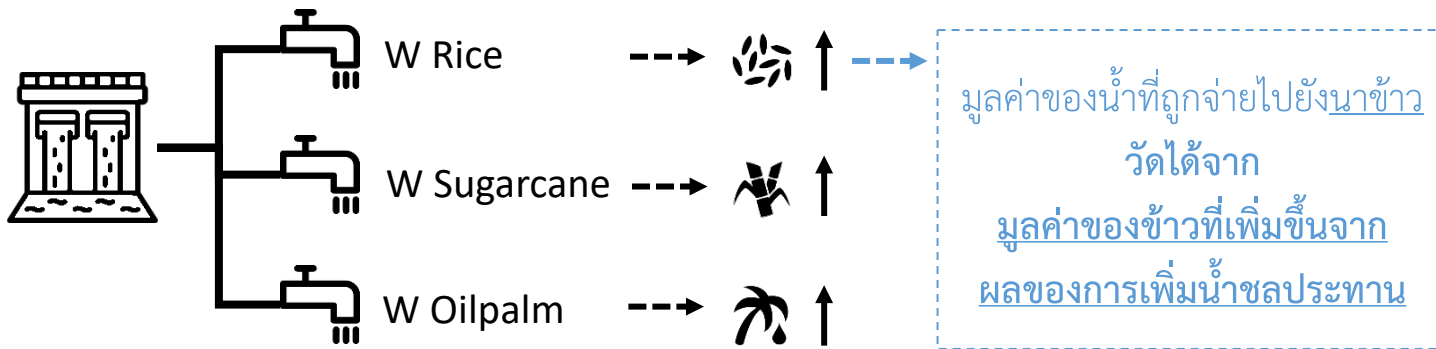 W Rice
W Sugarcane
W Oilpalm
มูลค่าของน้ำที่ถูกจ่ายไปยังนาข้าว
วัดได้จาก
มูลค่าของข้าวที่เพิ่มขึ้นจาก
ผลของการเพิ่มน้ำชลประทาน